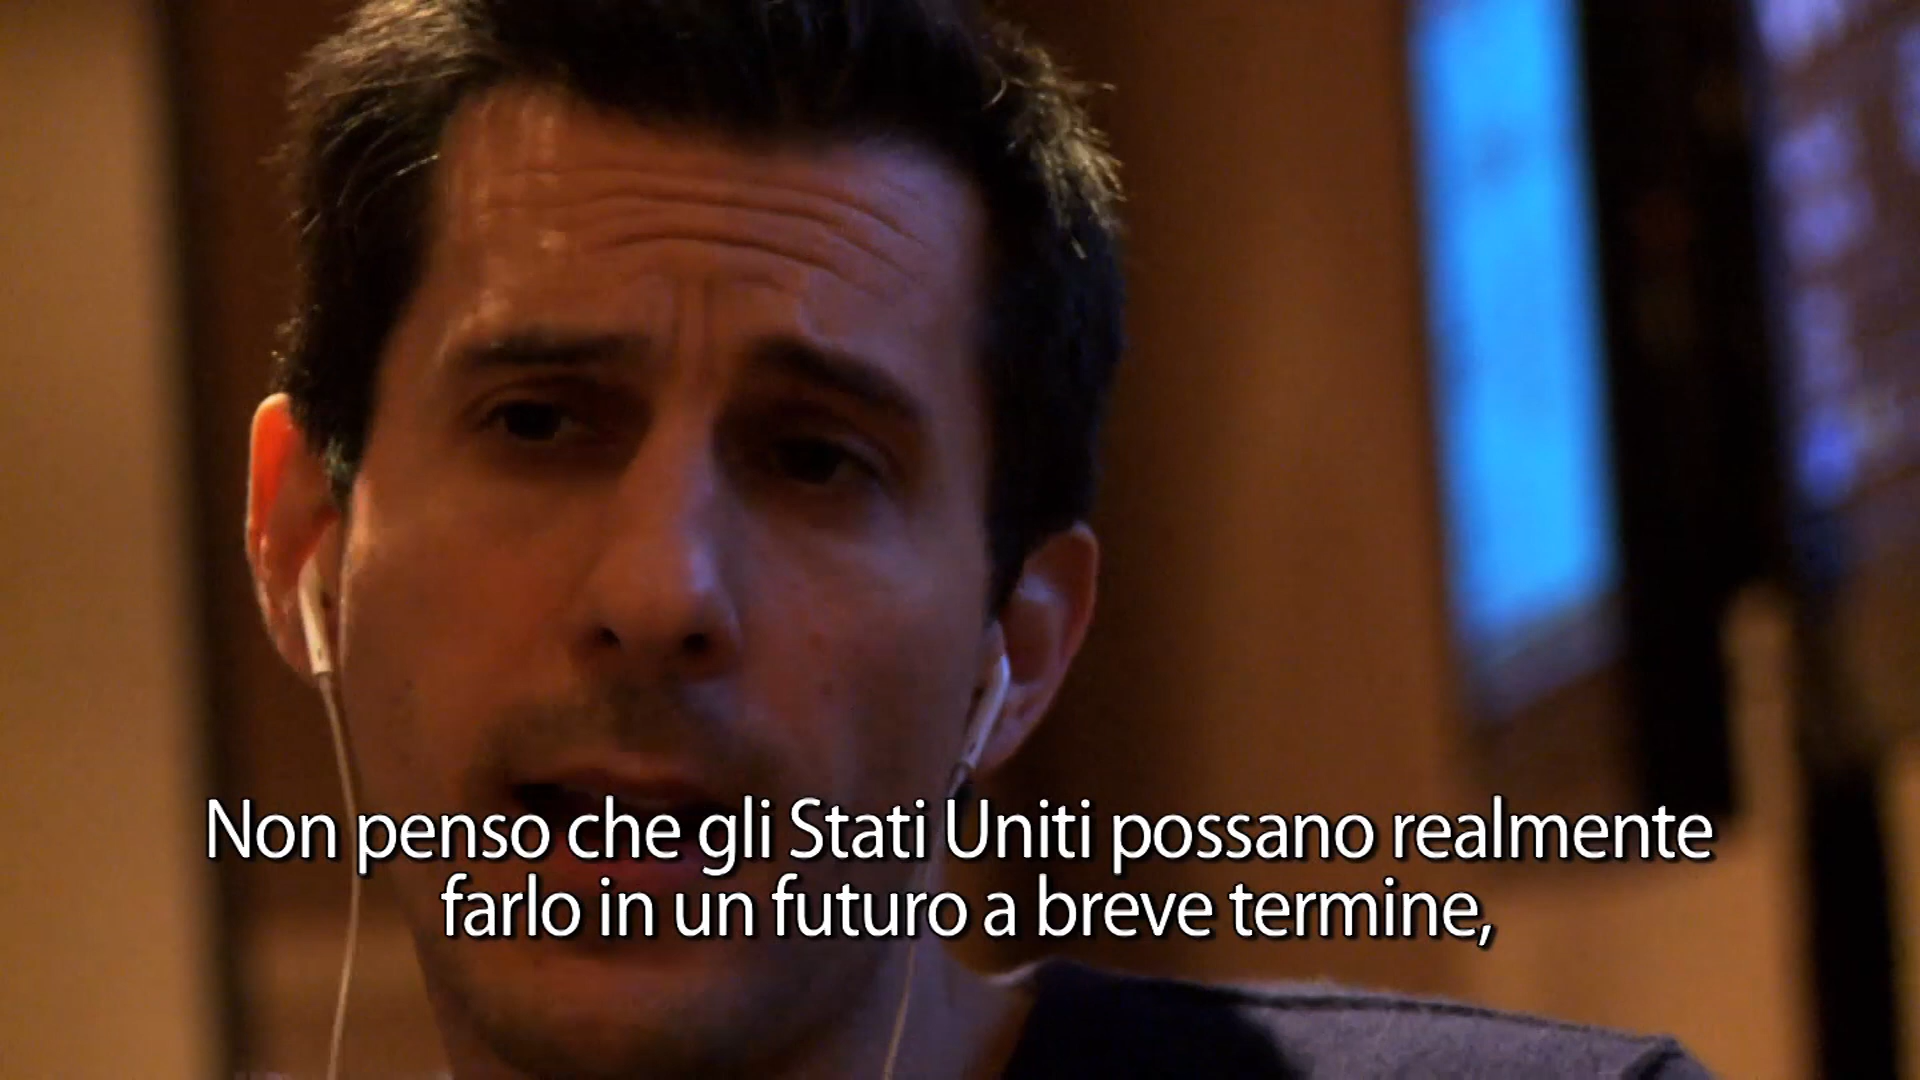 Non penso che gli Stati Uniti possano realmente
farlo in un futuro a breve termine,